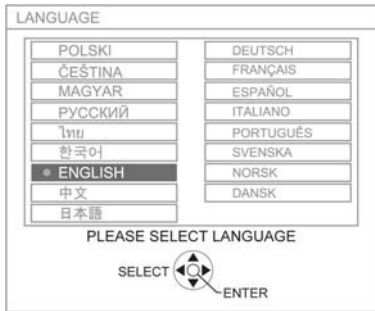 LANGUAGE
POLSKI
ČEŠTINA
MAGYAR
РУССКИЙ
ไทย
한국어
ENGLISH
中文
日本語
DEUTSCH
FRANÇAIS
ESPAÑOL
ITALIANO
PORTUGUÊS
SVENSKA
NORSK
DANSK
PLEASE SELECT LANGUAGE
SELECT
ENTER